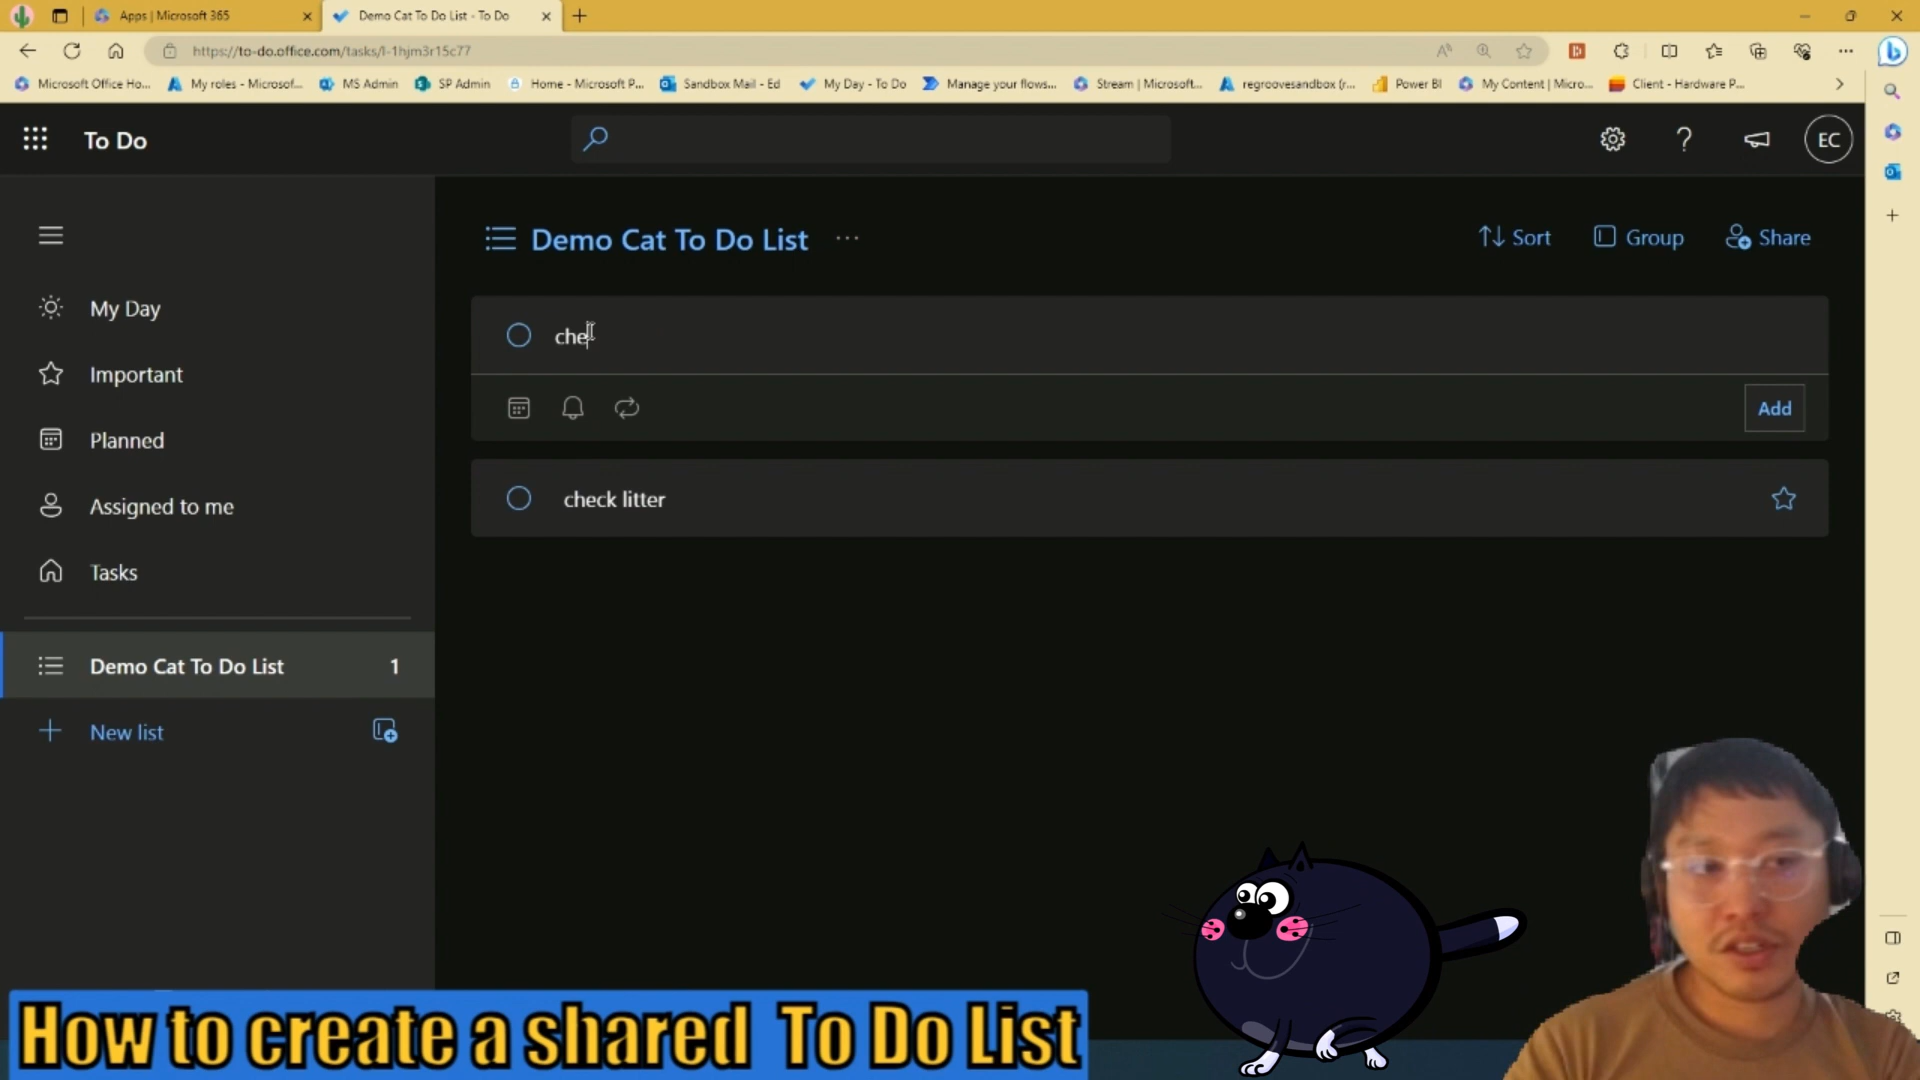 Apps | Microsoft 365
Demo Cat To Do List - To Do
https://to-do.office.com/tasks/l-1hjm3r15c77
Microsoft Office Ho...
My roles - Microsof...
MS Admin
SP Admin
Home - Microsoft P...
Sandbox Mail - Ed
My Day - To Do
Manage your flows...
Stream | Microsoft...
regroovesandbox (r...
Power BI
My Content | Micro...
Client - Hardware P...
To Do
EC
Demo Cat To Do List
Sort
Group
Share
che
Add
check litter
My Day
Important
Planned
Assigned to me
Tasks
Demo Cat To Do List 1
New list
How to create a shared To Do List